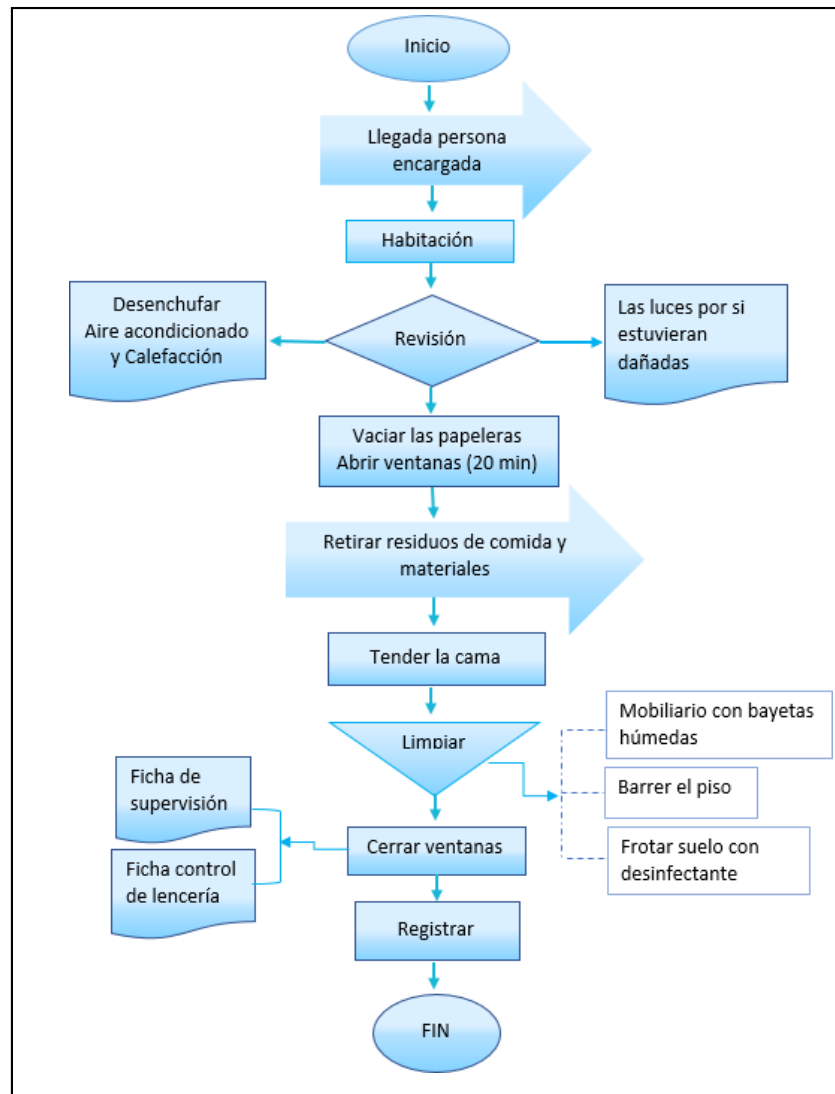 Inicio
Llegada persona
encargada
Habitación
Desenchufar
Aire acondicionado
y Calefacción
Revisión
Las luces por si
estuvieran
dañadas
Vaciar las papeleras
Abrir ventanas (20 min)
Retirar residuos de comida y
materiales
Tender la cama
Limpiar
Mobiliario con bayetas
húmedas
Barrer el piso
Frotar suelo con
desinfectante
Ficha de
supervisión
Ficha control
de lencería
Cerrar ventanas
Registrar
FIN